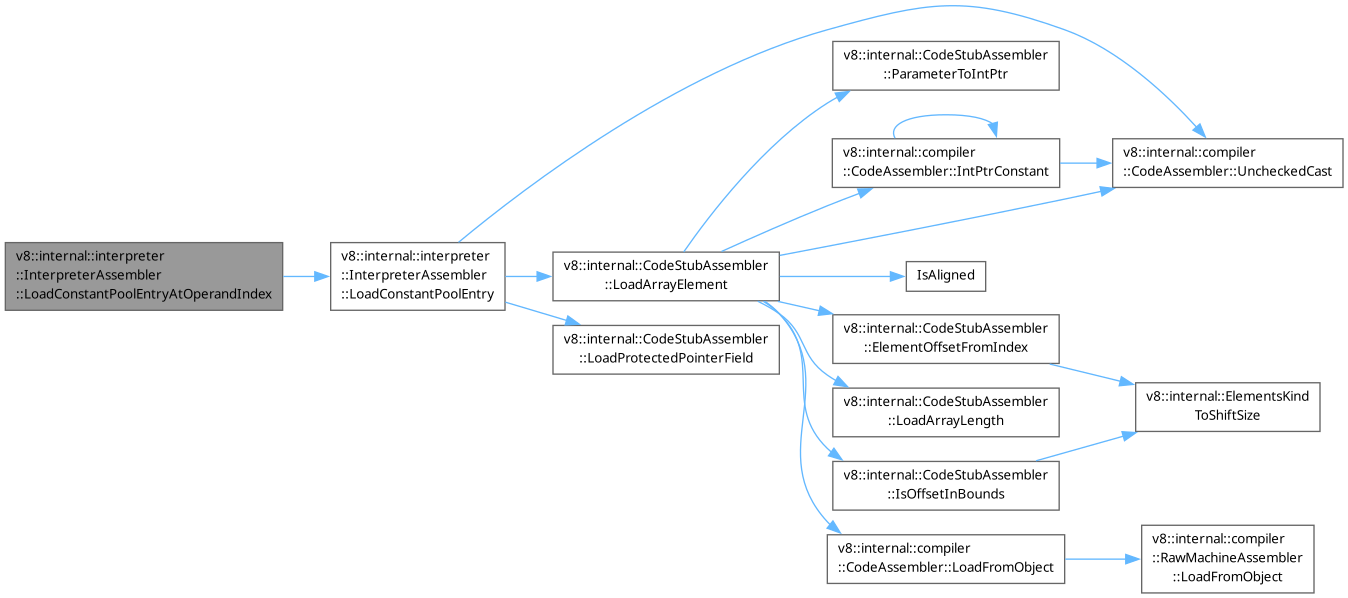 v8::internal::interpreter
::InterpreterAssembler
::LoadConstantPoolEntryAtOperandIndex
v8::internal::interpreter
::InterpreterAssembler
::LoadConstantPoolEntry
v8::internal::CodeStubAssembler
::LoadArrayElement
v8::internal::CodeStubAssembler
::LoadProtectedPointerField
v8::internal::CodeStubAssembler
::ParameterToIntPtr
v8::internal::compiler
::CodeAssembler::IntPtrConstant
v8::internal::compiler
::CodeAssembler::UncheckedCast
IsAligned
v8::internal::CodeStubAssembler
::ElementOffsetFromIndex
v8::internal::CodeStubAssembler
::LoadArrayLength
v8::internal::ElementsKind
ToShiftSize
v8::internal::CodeStubAssembler
::IsOffsetInBounds
v8::internal::compiler
::CodeAssembler::LoadFromObject
v8::internal::compiler
::RawMachineAssembler
::LoadFromObject